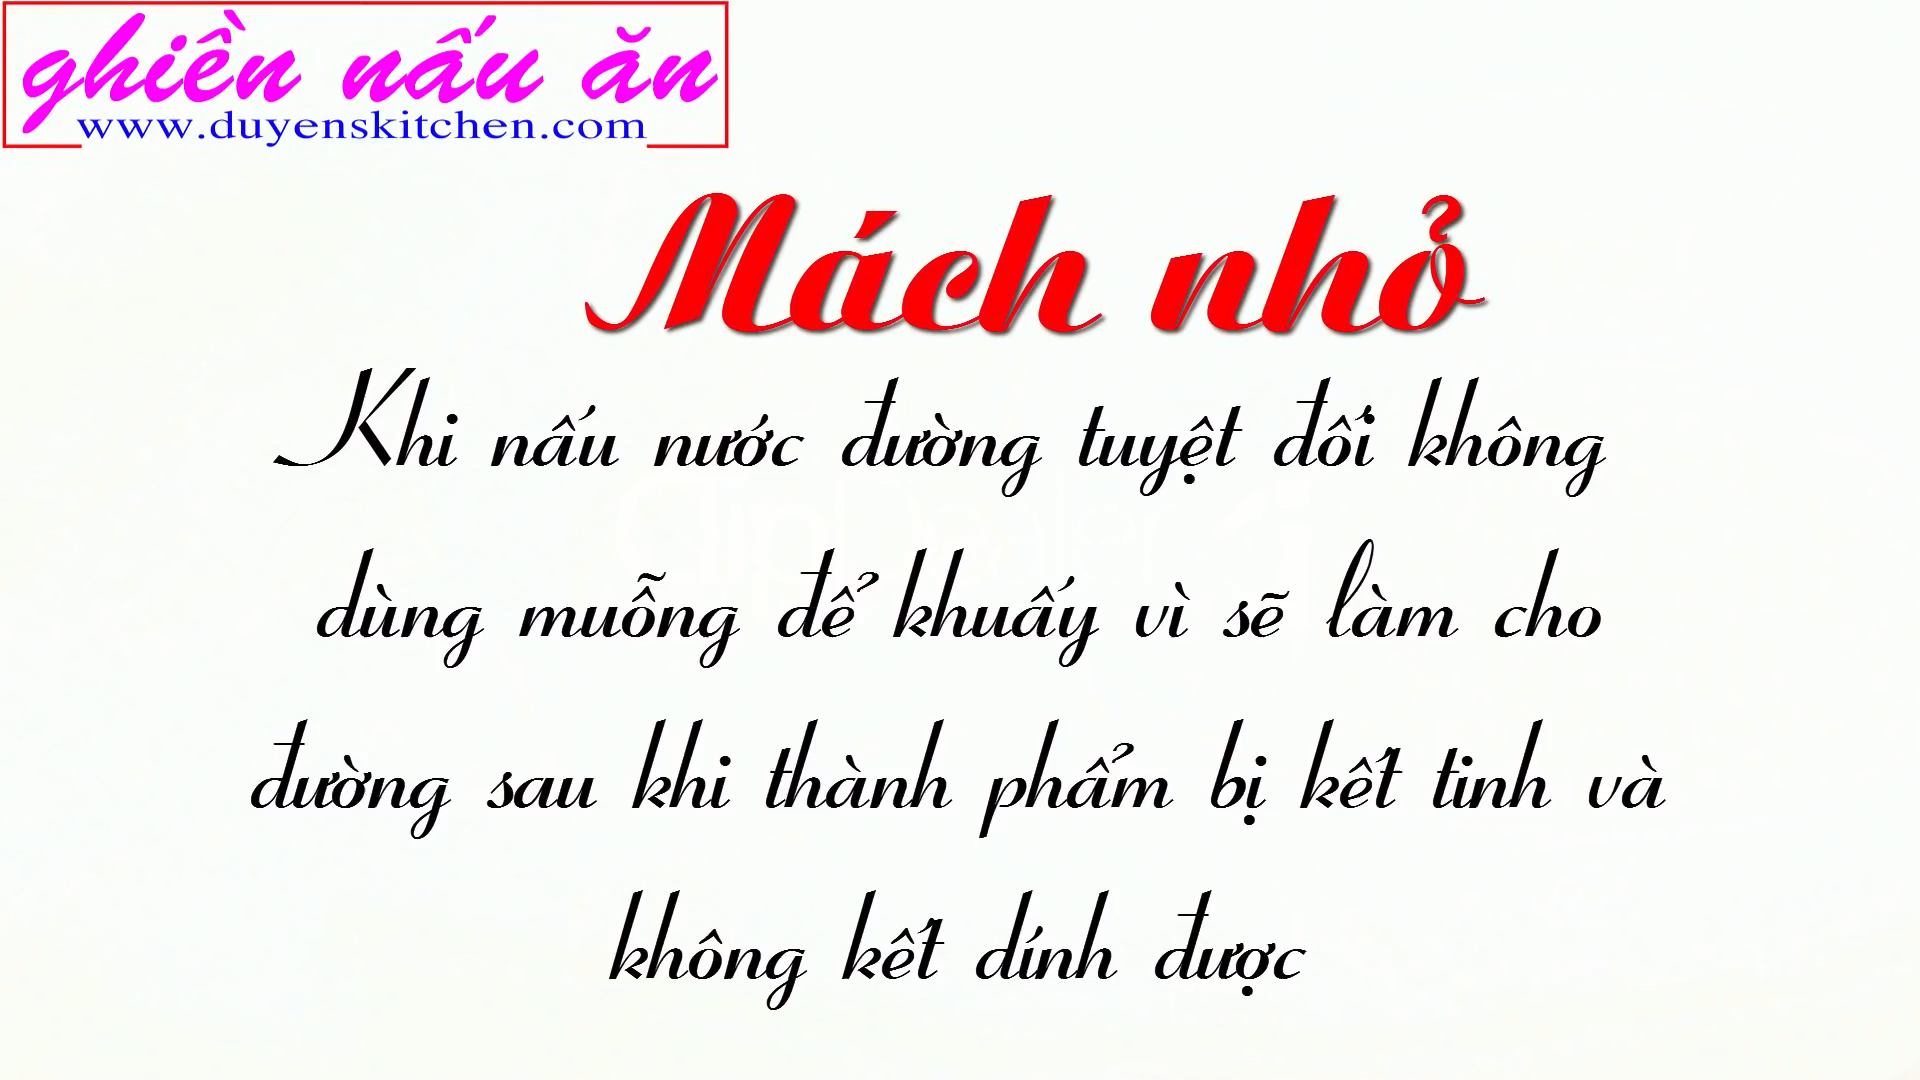 ghiền nấu ăn
www.duyenskitchen.com
Mách nhỏ
Khi nấu nước đường tuyệt đối không
dùng muỗng để khuấy vì sẽ làm cho
đường sau khi thành phẩm bị kết tinh và
không kết dính được